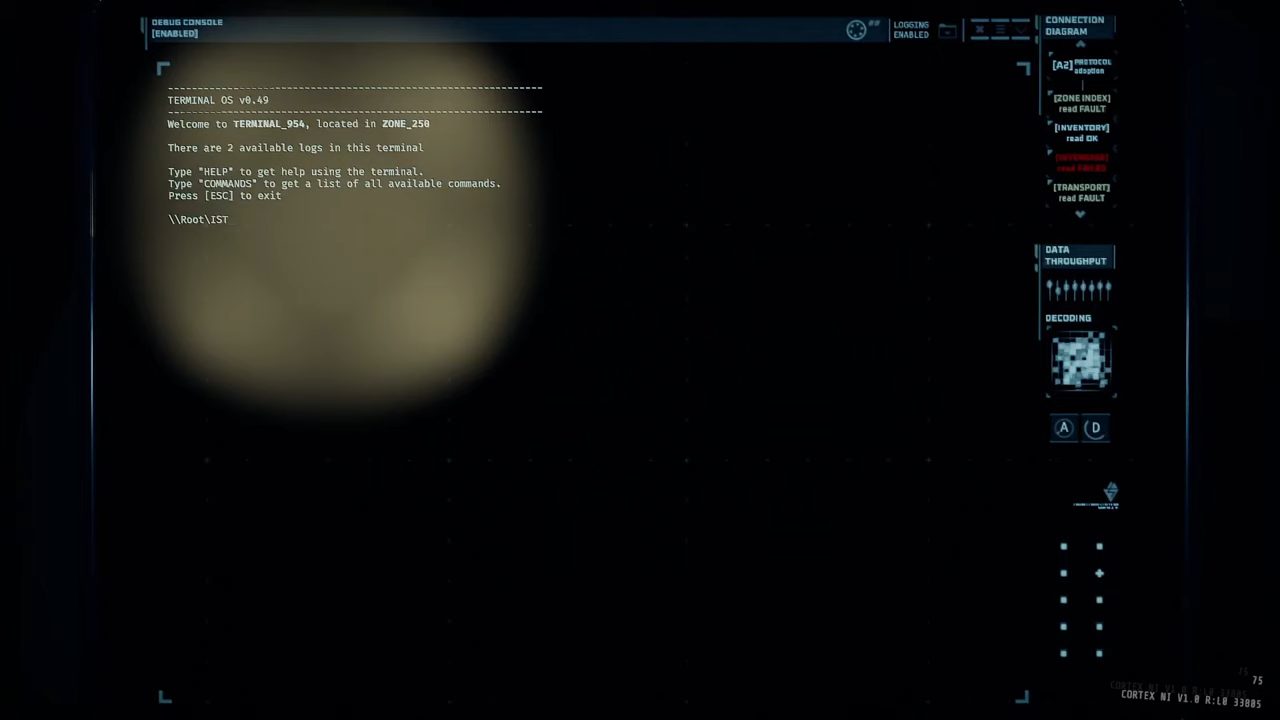 DEBUG CONSOLE
[ENABLED]
LOGGING
ENABLED
CONNECTION
DIAGRAM
[A2] PROTOCOL
adaption
[ZONE INDEX]
read FAULT
[INVENTORY]
read OK
read FAILED
[TRANSPORT]
read FAULT
-----------------------------------------------------------------
TERMINAL OS v0.49
-----------------------------------------------------------------
Welcome to TERMINAL_954, located in ZONE_250
There are 2 available logs in this terminal
Type "HELP" to get help using the terminal.
Type "COMMANDS" to get a list of all available commands.
Press [ESC] to exit
\\Root\IST_
DATA
THROUGHPUT
DECODING
A D
75
CORTEX NI V1.0 R:L0 33805